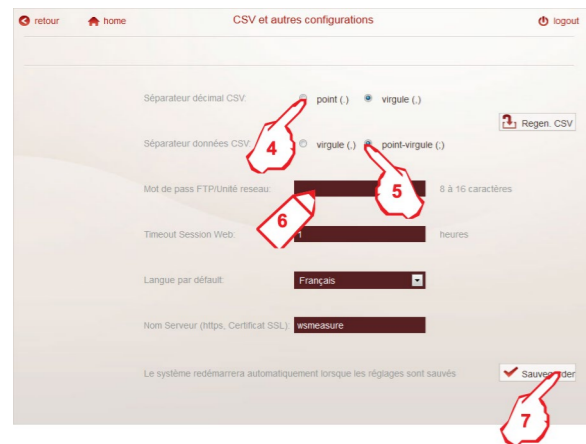 retour home CSV et autres configurations logout
Séparateur décimal CSV: point (.) virgule (,)
Regen. CSV
4
Séparateur données CSV: virgule (,) point-virgule (;)
5
Mot de pass FTP/Unité reseau: 8 à 16 caractères
6
Timeout Session Web: 1 heures
Langue par défault: Français
Nom Serveur (https, Certificat SSL): wsmeasure
Le système redémarrera automatiquement lorsque les réglages sont sauvés
7